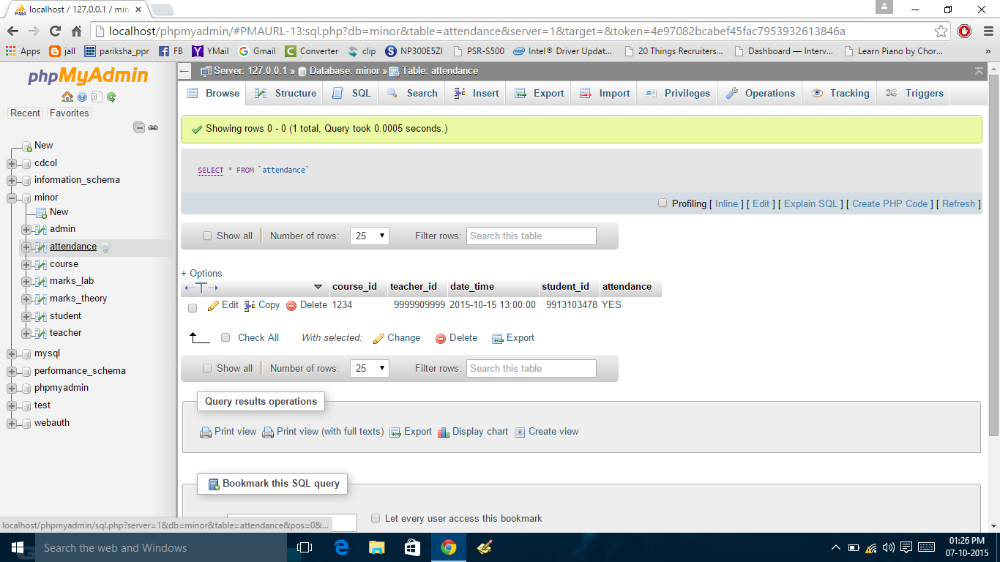 localhost / 127.0.0.1 / min
localhost/phpmyadmin/#PMAURL-13:sql.php?db=minor&table=attendance&server=1&target=&token=4e97082bcabef45fac7953932613846a
Apps jall pariksha_ppr FB YMail Gmail Converter clip NP300E5ZI PSR-S500 Intel® Driver Updat... 20 Things Recruiters... Dashboard — Interv... Learn Piano by Chor... »
phpMyAdmin
Recent Favorites
New
cdcol
information_schema
minor
New
admin
attendance
course
marks_lab
marks_theory
student
teacher
mysql
performance_schema
phpmyadmin
test
webauth
Server: 127.0.0.1 » Database: minor » Table: attendance
Browse Structure SQL Search Insert Export Import Privileges Operations Tracking Triggers
Showing rows 0 - 0 (1 total, Query took 0.0005 seconds.)
SELECT * FROM `attendance`
Profiling [ Inline ] [ Edit ] [ Explain SQL ] [ Create PHP Code ] [ Refresh ]
Show all Number of rows: 25 Filter rows: Search this table
+ Options
course_id teacher_id date_time student_id attendance
Edit Copy Delete 1234 9999909999 2015-10-15 13:00:00 9913103478 YES
Check All With selected: Change Delete Export
Show all Number of rows: 25 Filter rows: Search this table
Query results operations
Print view Print view (with full texts) Export Display chart Create view
Bookmark this SQL query
Let every user access this bookmark
localhost/phpmyadmin/sql.php?server=1&db=minor&table=attendance&pos=0&...
Search the web and Windows
01:26 PM
07-10-2015